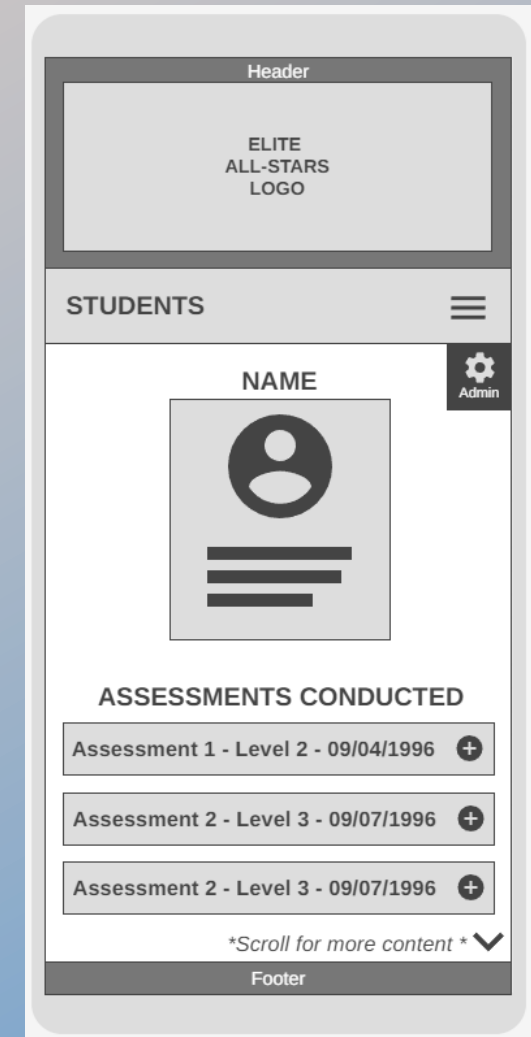 Header
ELITE
ALL-STARS
LOGO
STUDENTS
Admin
NAME
ASSESSMENTS CONDUCTED
Assessment 1 - Level 2 - 09/04/1996
Assessment 2 - Level 3 - 09/07/1996
Assessment 2 - Level 3 - 09/07/1996
*Scroll for more content *
Footer